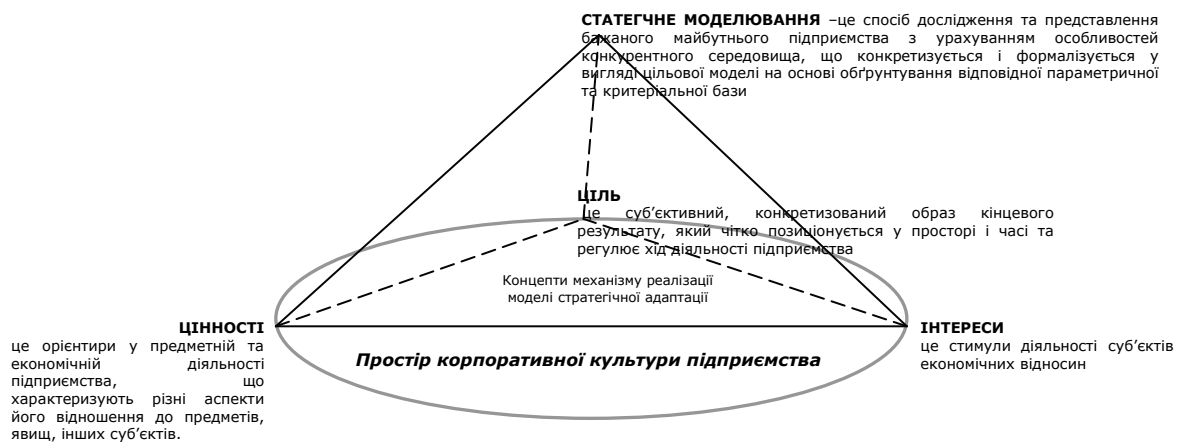 СТАТЕГЧНЕ МОДЕЛЮВАННЯ –це спосіб дослідження та представлення
бажаного майбутнього підприємства з урахуванням особливостей
конкурентного середовища, що конкретизується і формалізується у
вигляді цільової моделі на основі обґрунтування відповідної параметричної
та критеріальної бази
ЦІЛЬ
це суб’єктивний, конкретизований образ кінцевого
результату, який чітко позиціонується у просторі і часі та
регулює хід діяльності підприємства
Концепти механізму реалізації
моделі стратегічної адаптації
ЦІННОСТІ
це орієнтири у предметній та
економічній діяльності
підприємства, що
характеризують різні аспекти
його відношення до предметів,
явищ, інших суб’єктів.
ІНТЕРЕСИ
це стимули діяльності суб’єктів
економічних відносин
Простір корпоративної культури підприємства